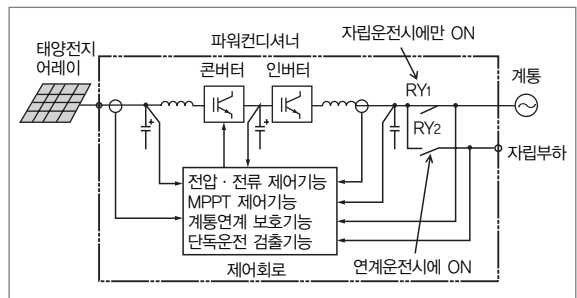 파워컨디셔너
자립운전시에만 ON
태양전지
어레이
콘버터
인버터
RY1
계통
RY2
자립부하
전압·전류 제어기능
MPPT 제어기능
계통연계 보호기능
단독운전 검출기능
제어회로
연계운전시에 ON